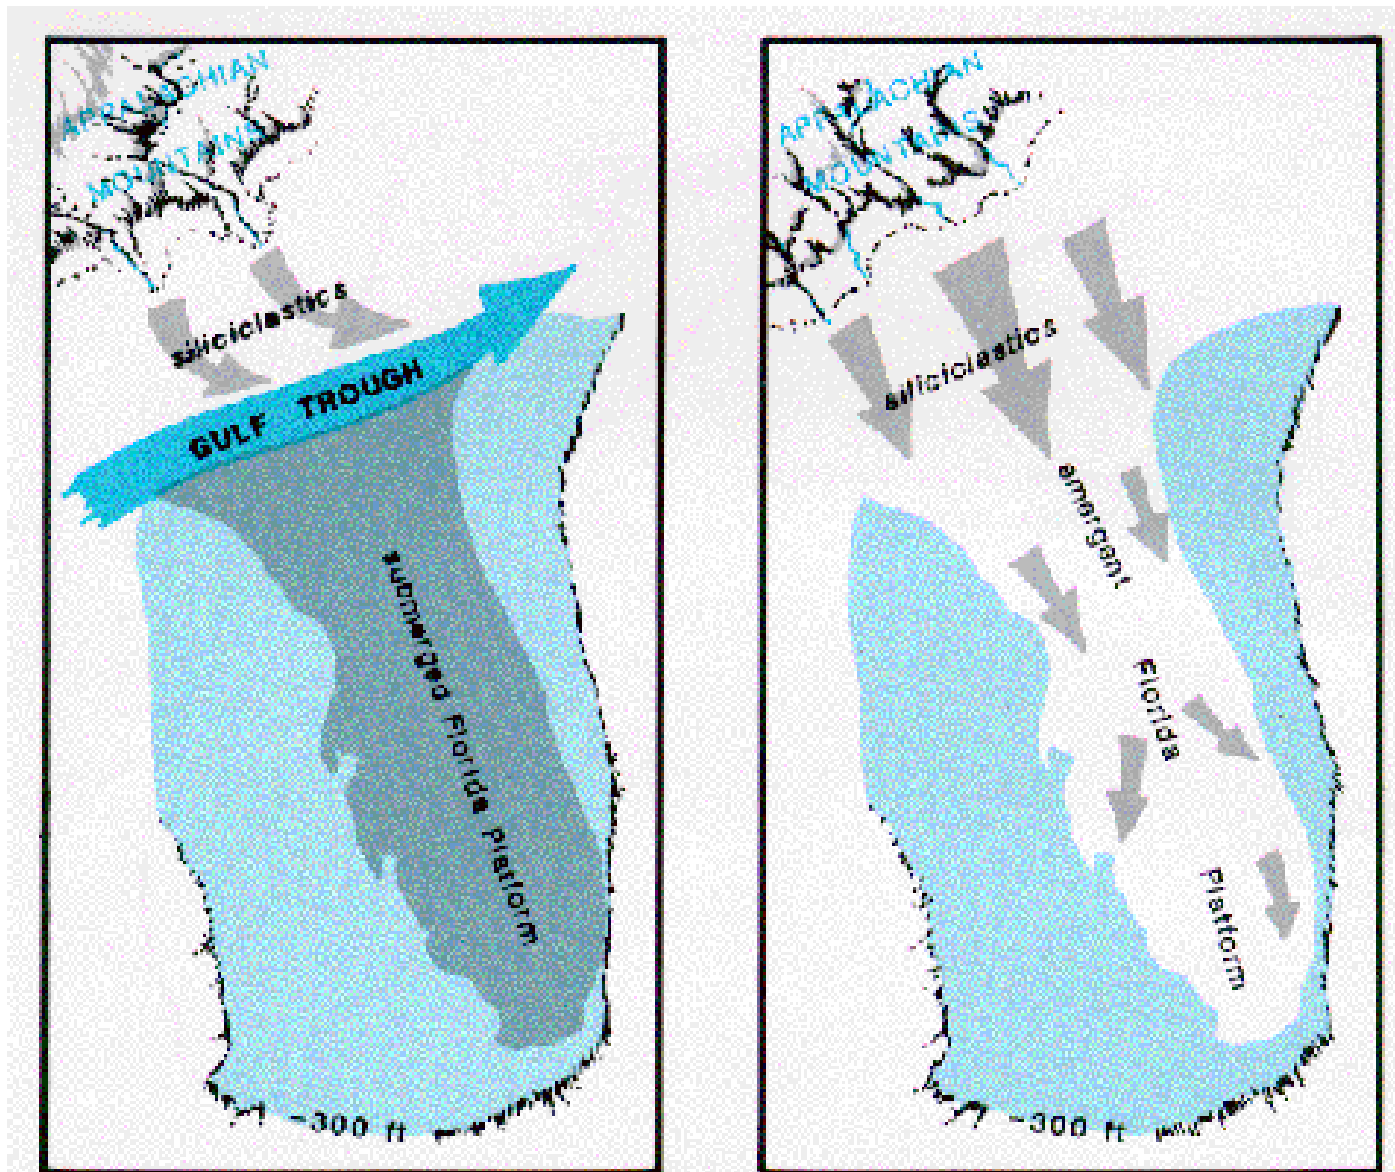 APPALACHIAN
MOUNTAINS
siliciclastics
GULF TROUGH
submerged Florida Platform
-300 ft
APPALACHIAN
MOUNTAINS
siliciclastics
emergent
Florida
Platform
-300 ft